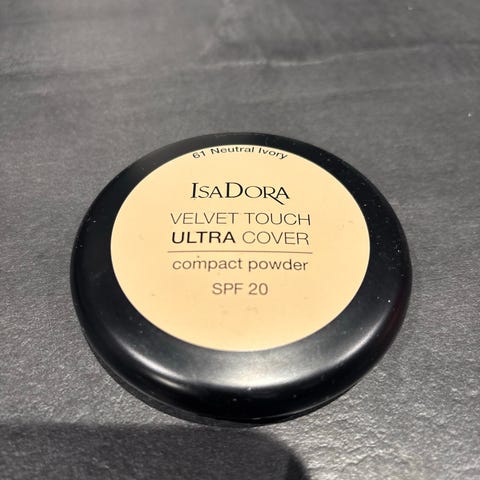 61 Neutral Ivory
IsaDora
VELVET TOUCH
ULTRA COVER
compact powder
SPF 20